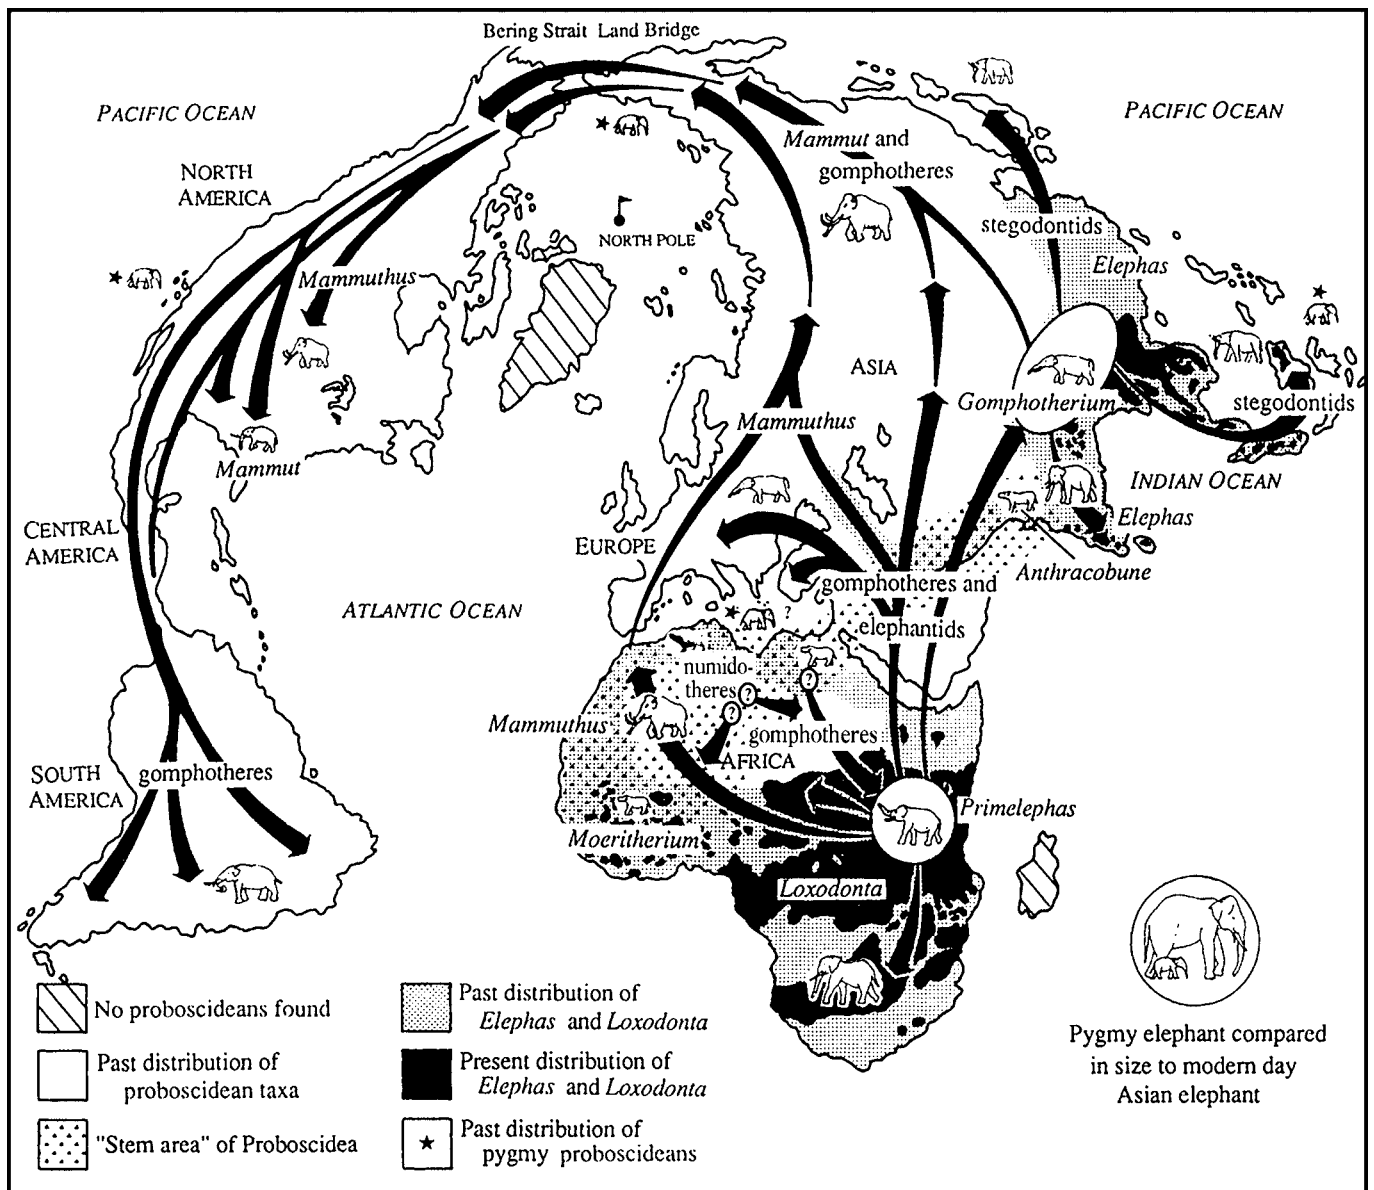 Bering Strait Land Bridge
PACIFIC OCEAN
PACIFIC OCEAN
NORTH
AMERICA
Mammut and
gomphotheres
NORTH POLE
stegodontids
Elephas
Mammuthus
ASIA
Gomphotherium
stegodontids
Mammuthus
Mammut
INDIAN OCEAN
Elephas
CENTRAL
AMERICA
EUROPE
Anthracobune
gomphotheres and
elephantids
ATLANTIC OCEAN
?
numido-
theres
?
?
?
Mammuthus
gomphotheres
AFRICA
SOUTH
AMERICA
gomphotheres
Primelephas
Moeritherium
Loxodonta
No proboscideans found
Past distribution of
proboscidean taxa
"Stem area" of Proboscidea
Past distribution of
Elephas and Loxodonta
Present distribution of
Elephas and Loxodonta
Past distribution of
pygmy proboscideans
Pygmy elephant compared
in size to modern day
Asian elephant